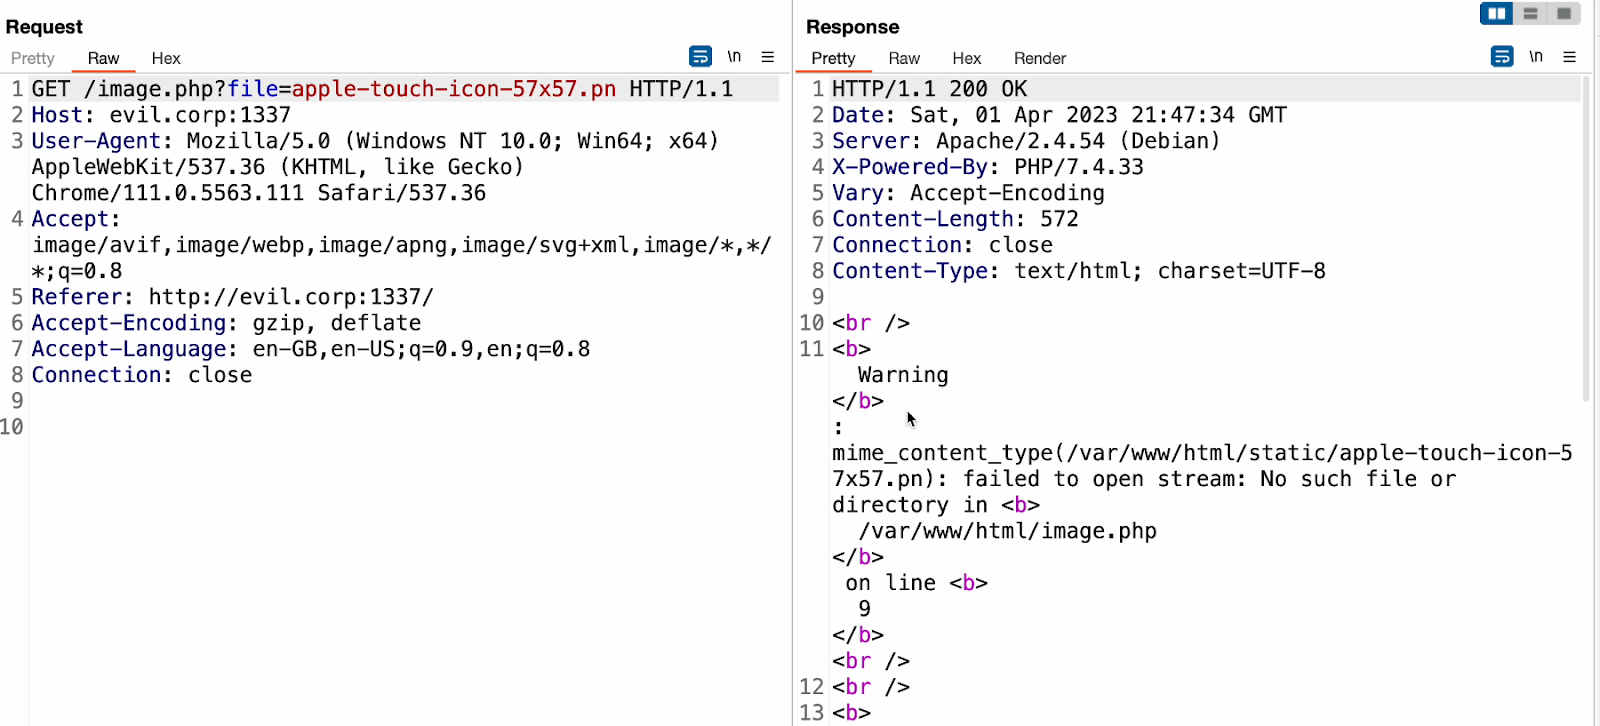 Request
Pretty Raw Hex \n
1 GET /image.php?file=apple-touch-icon-57x57.pn HTTP/1.1
2 Host: evil.corp:1337
3 User-Agent: Mozilla/5.0 (Windows NT 10.0; Win64; x64)
AppleWebKit/537.36 (KHTML, like Gecko)
Chrome/111.0.5563.111 Safari/537.36
4 Accept:
image/avif,image/webp,image/apng,image/svg+xml,image/*,*/
*;q=0.8
5 Referer: http://evil.corp:1337/
6 Accept-Encoding: gzip, deflate
7 Accept-Language: en-GB,en-US;q=0.9,en;q=0.8
8 Connection: close
9
10
Response
Pretty Raw Hex Render \n
1 HTTP/1.1 200 OK
2 Date: Sat, 01 Apr 2023 21:47:34 GMT
3 Server: Apache/2.4.54 (Debian)
4 X-Powered-By: PHP/7.4.33
5 Vary: Accept-Encoding
6 Content-Length: 572
7 Connection: close
8 Content-Type: text/html; charset=UTF-8
9
10 <br />
11 <b>
Warning
</b>
:
mime_content_type(/var/www/html/static/apple-touch-icon-5
7x57.pn): failed to open stream: No such file or
directory in <b>
/var/www/html/image.php
</b>
on line <b>
9
</b>
<br />
12 <br />
13 <b>